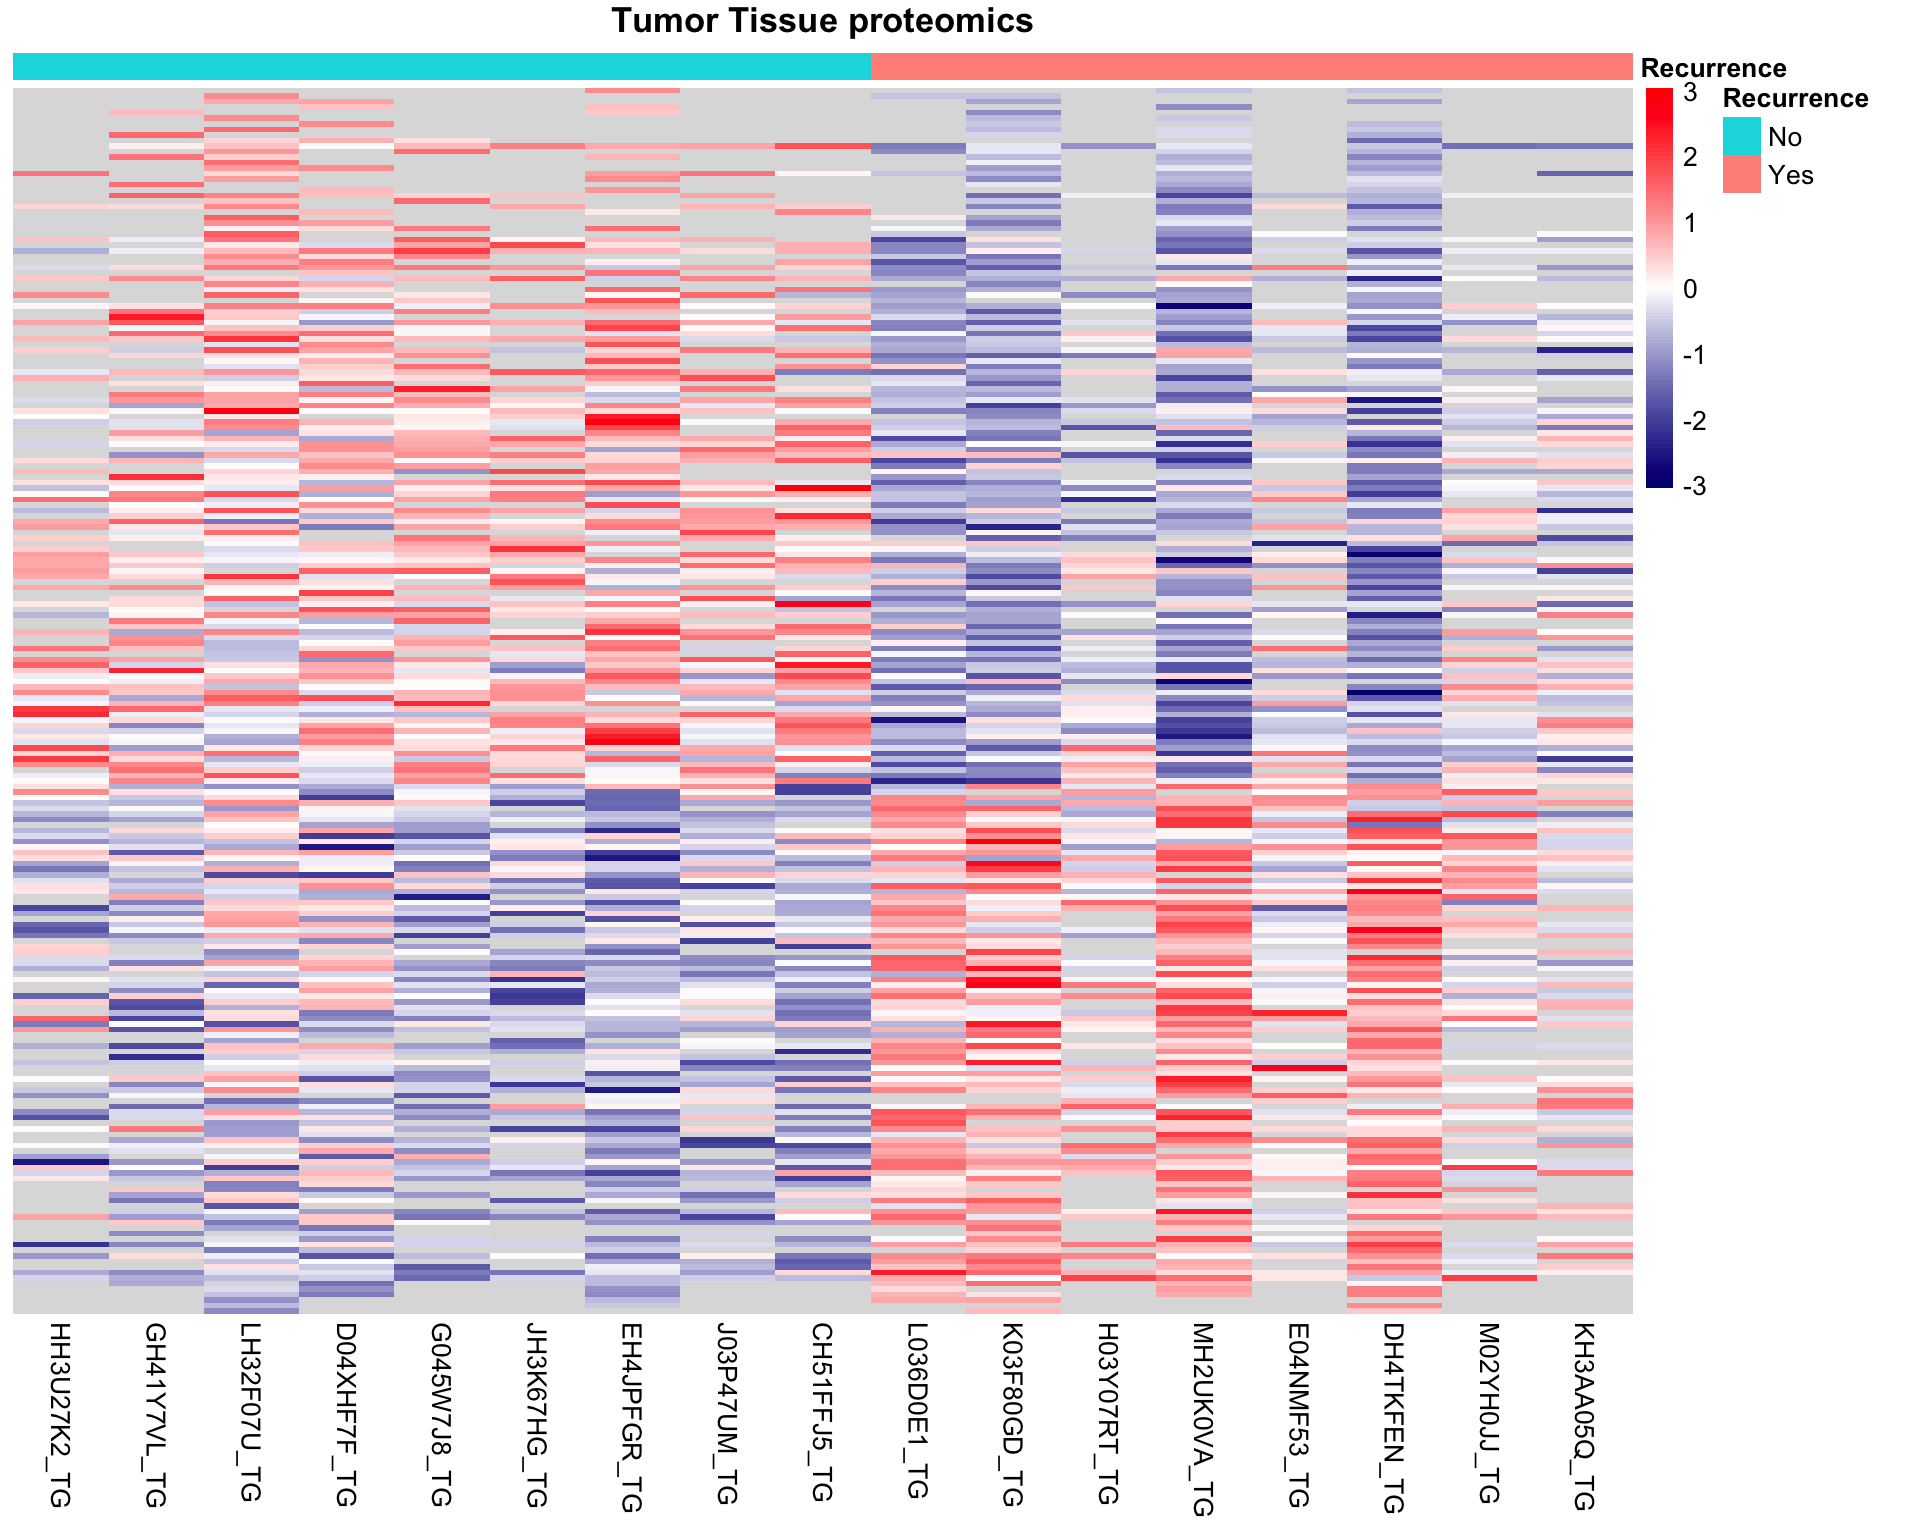 Tumor Tissue proteomics
Recurrence
3
2
1
0
-1
-2
-3
Recurrence
No
Yes
HH3U27K2_TG
GH41Y7VL_TG
LH32F07U_TG
D04XHF7F_TG
G045W7J8_TG
JH3K67HG_TG
EH4JPFGR_TG
J03P47UM_TG
CH51FFJ5_TG
L036D0E1_TG
K03F80GD_TG
H03Y07RT_TG
MH2UK0VA_TG
E04NMF53_TG
DH4TKFEN_TG
M02YH0JJ_TG
KH3AA05Q_TG